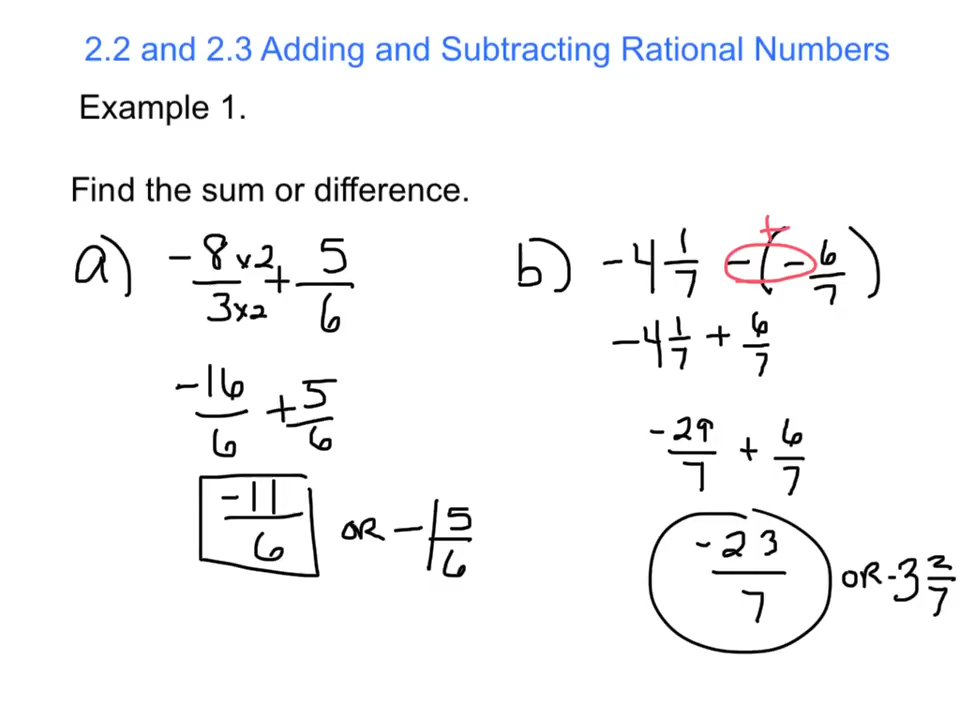 2.2 and 2.3 Adding and Subtracting Rational Numbers
Example 1.
Find the sum or difference.
a) -8/3 ×2/×2 + 5/6
-16/6 + 5/6
-11/6 OR -1 5/6
b) -4 1/7 - (-6/7)
+
-4 1/7 + 6/7
-29/7 + 6/7
-23/7 OR -3 2/7